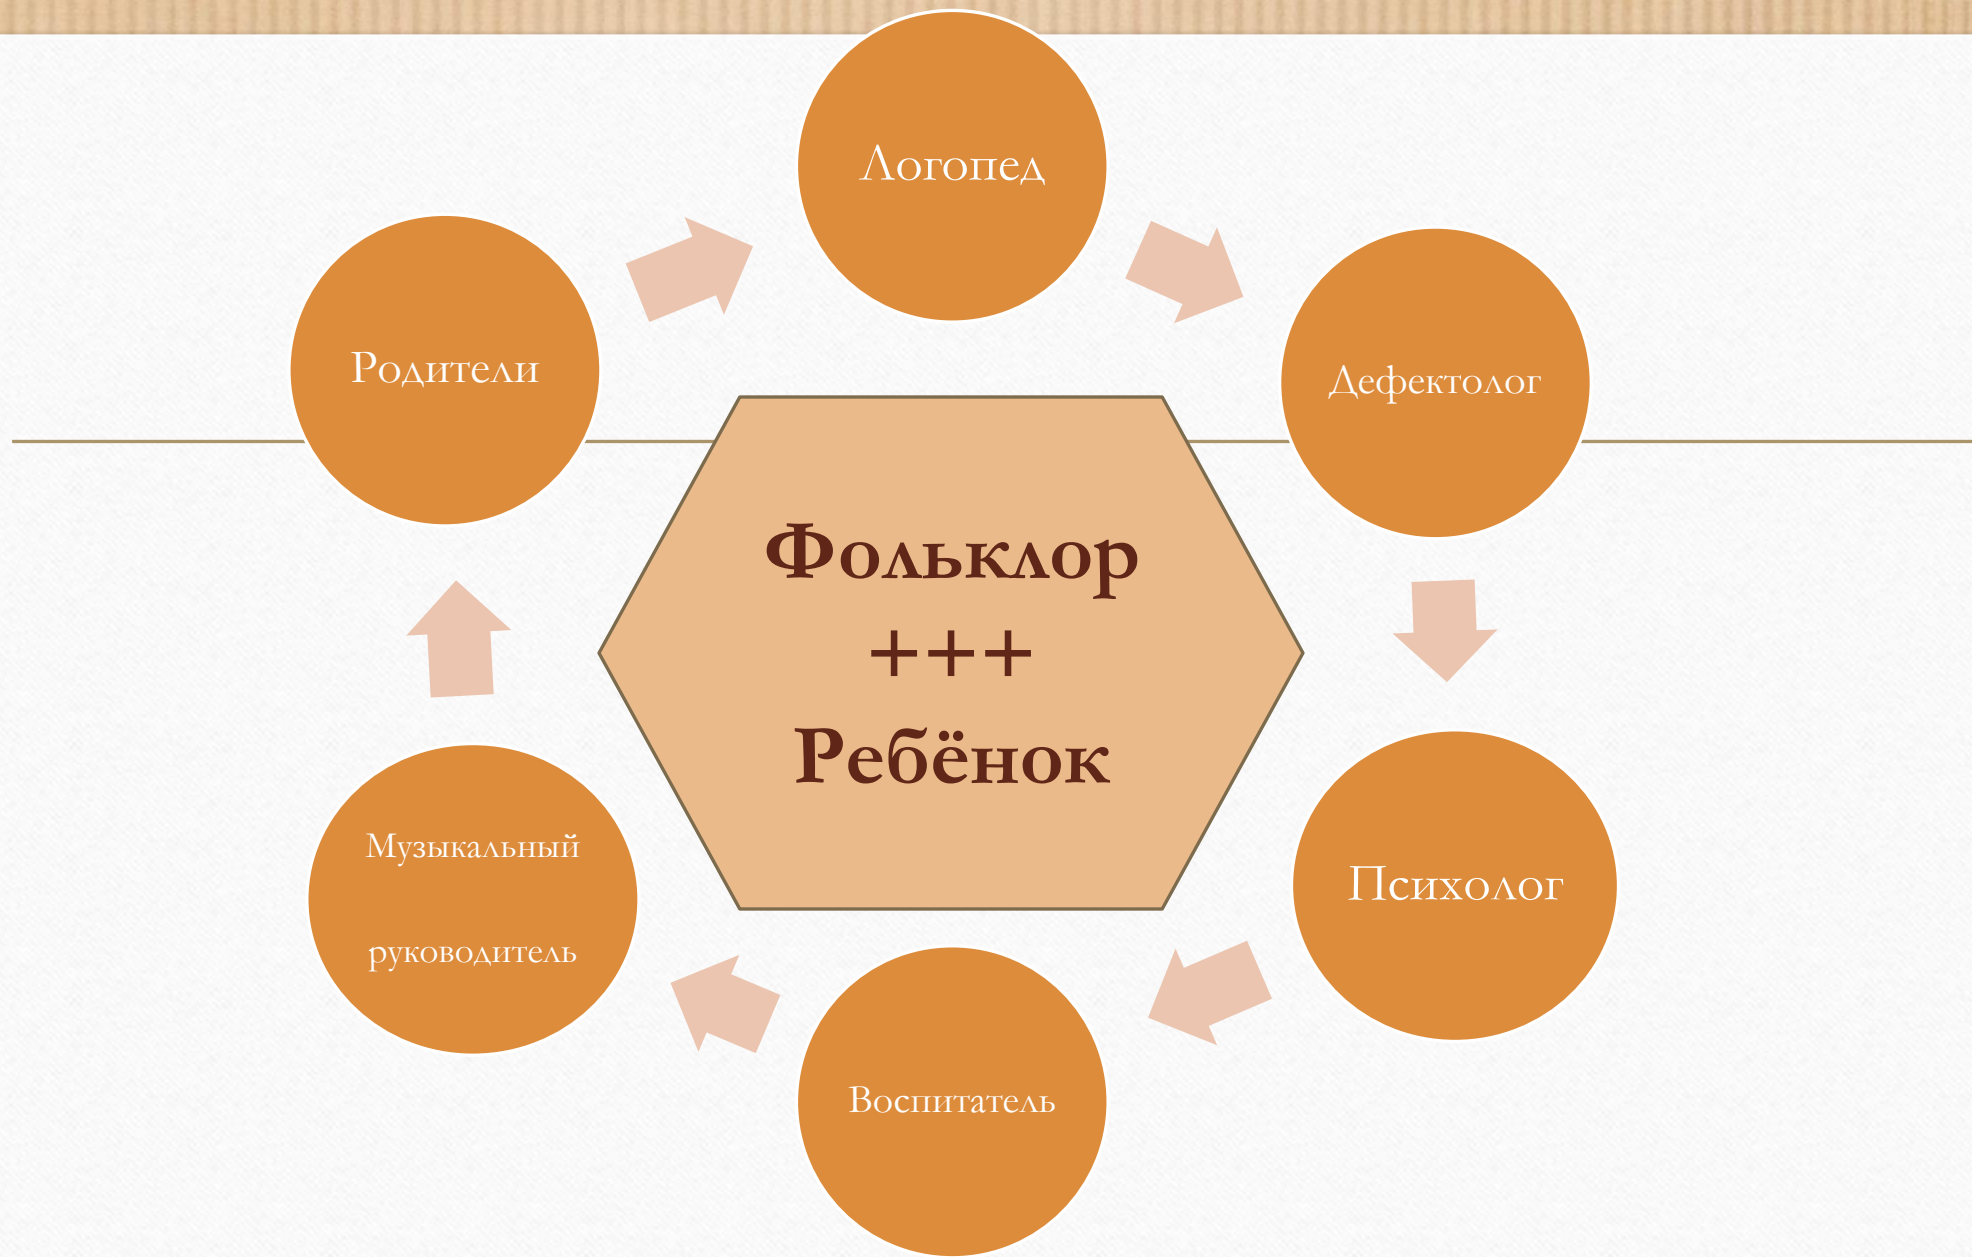 Логопед
Дефектолог
Психолог
Воспитатель
Музыкальный
руководитель
Родители
Фольклор
+++
Ребёнок